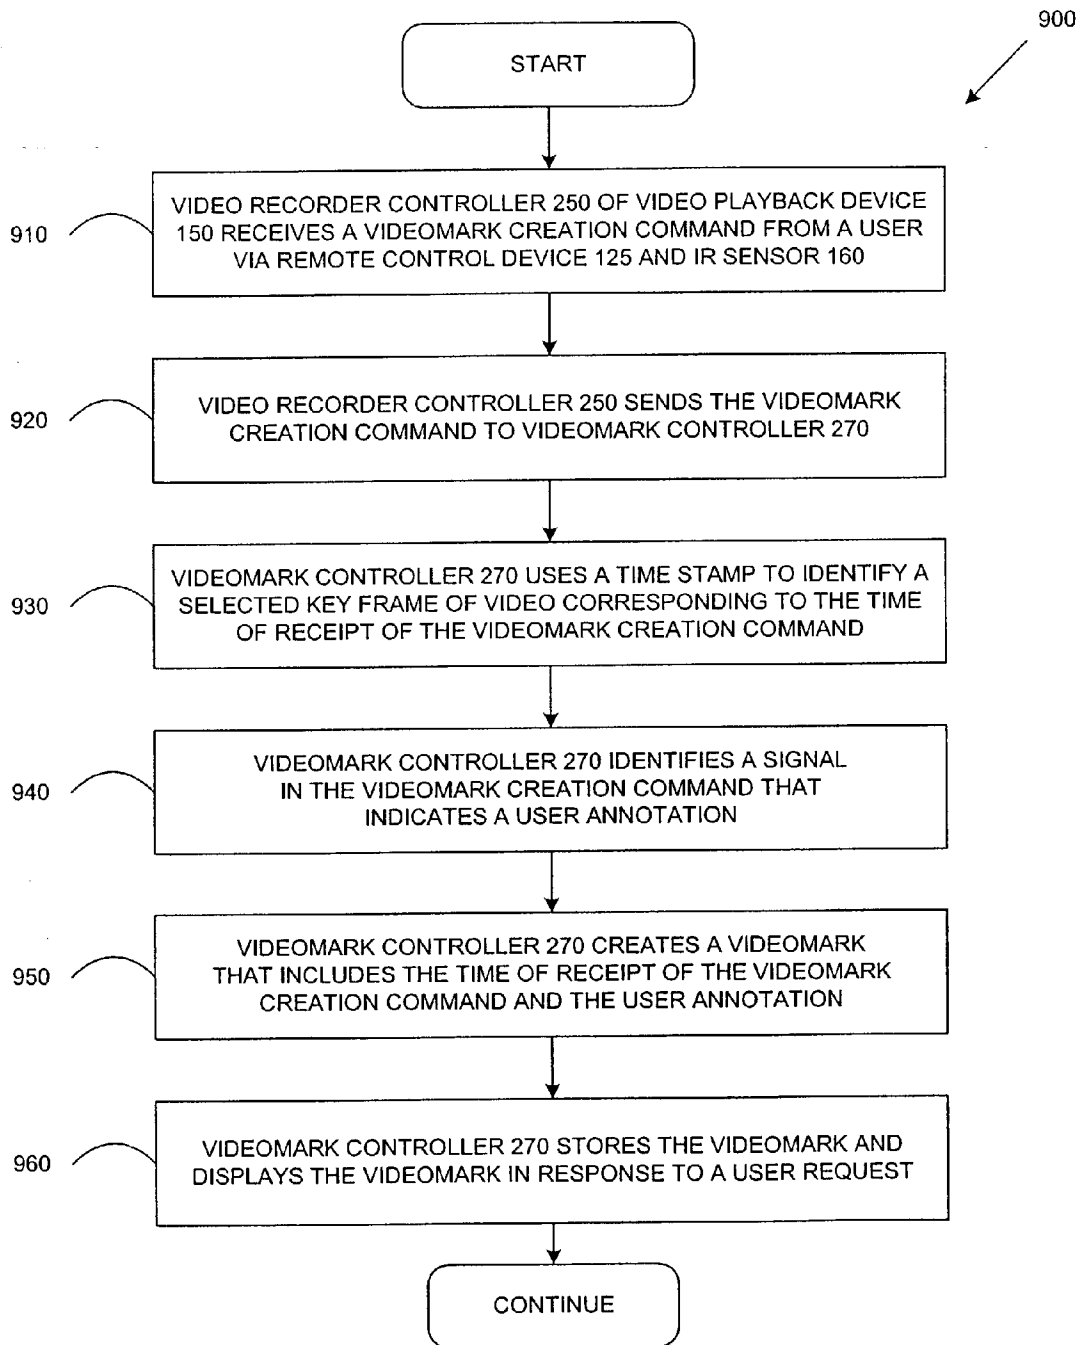 900
START
910
VIDEO RECORDER CONTROLLER 250 OF VIDEO PLAYBACK DEVICE
150 RECEIVES A VIDEOMARK CREATION COMMAND FROM A USER
VIA REMOTE CONTROL DEVICE 125 AND IR SENSOR 160
920
VIDEO RECORDER CONTROLLER 250 SENDS THE VIDEOMARK
CREATION COMMAND TO VIDEOMARK CONTROLLER 270
930
VIDEOMARK CONTROLLER 270 USES A TIME STAMP TO IDENTIFY A
SELECTED KEY FRAME OF VIDEO CORRESPONDING TO THE TIME
OF RECEIPT OF THE VIDEOMARK CREATION COMMAND
940
VIDEOMARK CONTROLLER 270 IDENTIFIES A SIGNAL
IN THE VIDEOMARK CREATION COMMAND THAT
INDICATES A USER ANNOTATION
950
VIDEOMARK CONTROLLER 270 CREATES A VIDEOMARK
THAT INCLUDES THE TIME OF RECEIPT OF THE VIDEOMARK
CREATION COMMAND AND THE USER ANNOTATION
960
VIDEOMARK CONTROLLER 270 STORES THE VIDEOMARK AND
DISPLAYS THE VIDEOMARK IN RESPONSE TO A USER REQUEST
CONTINUE